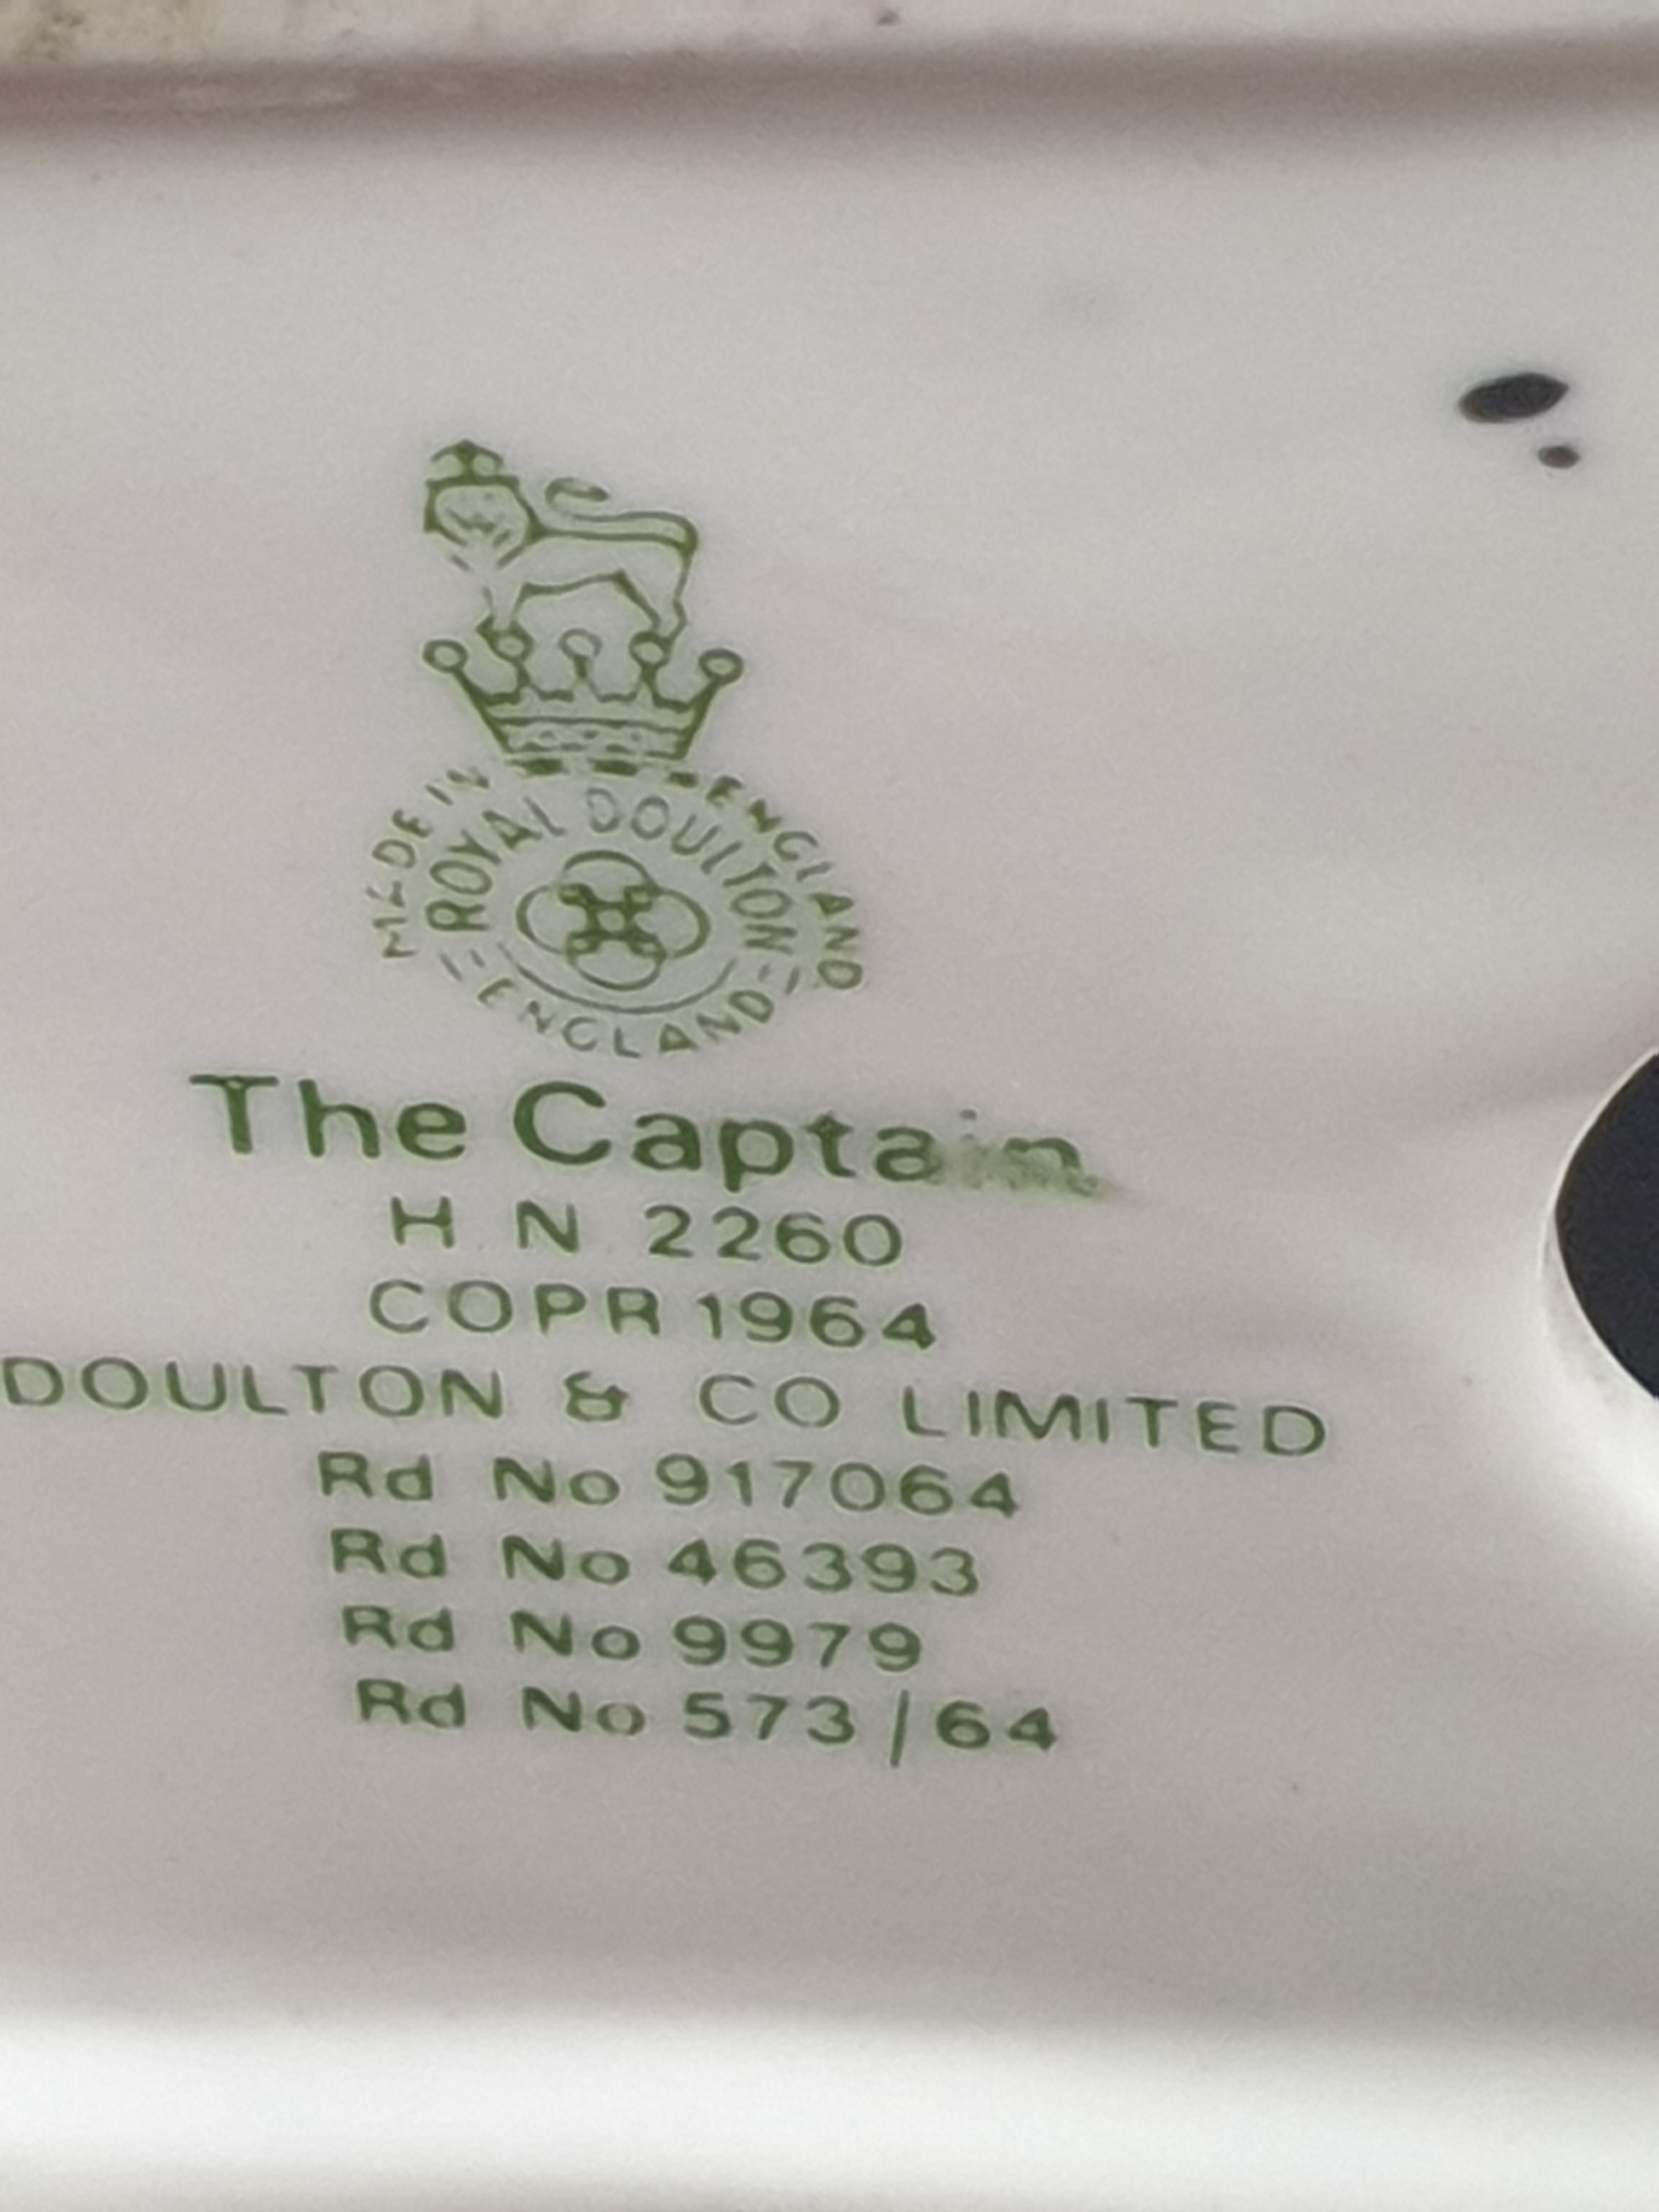 MADE IN ENGLAND
ROYAL DOULTON
ENGLAND
The Captain
H N 2260
COPR 1964
DOULTON & CO LIMITED
Rd No 917064
Rd No 46393
Rd No 9979
Rd No 573/64